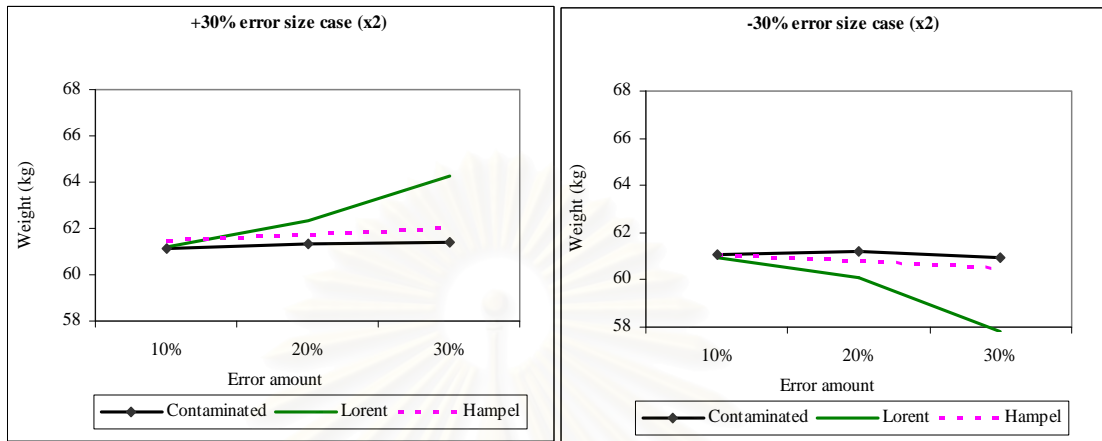 +30% error size case (x2)
68
66
64
62
60
58
Weight (kg)
10% 20% 30%
Error amount
Contaminated Lorent Hampel
-30% error size case (x2)
68
66
64
62
60
58
Weight (kg)
10% 20% 30%
Error amount
Contaminated Lorent Hampel